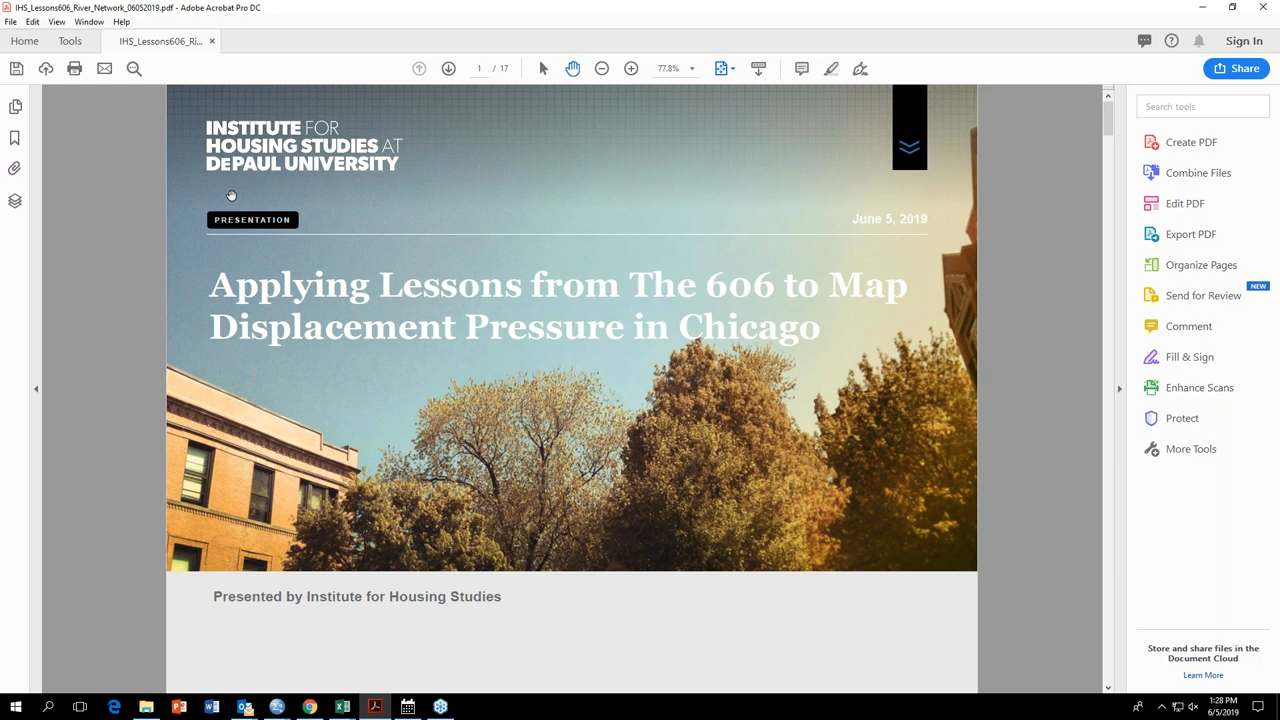 IHS_Lessons606_River_Network_06052019.pdf - Adobe Acrobat Pro DC
File Edit View Window Help
Home Tools IHS_Lessons606_Ri... × Sign In
1 / 17 77.8% Share
INSTITUTE FOR
HOUSING STUDIES AT
DEPAUL UNIVERSITY
PRESENTATION
June 5, 2019
Applying Lessons from The 606 to Map
Displacement Pressure in Chicago
Presented by Institute for Housing Studies
Search tools
Create PDF
Combine Files
Edit PDF
Export PDF
Organize Pages
Send for Review NEW
Comment
Fill & Sign
Enhance Scans
Protect
More Tools
Store and share files in the
Document Cloud
Learn More
1:28 PM
6/5/2019